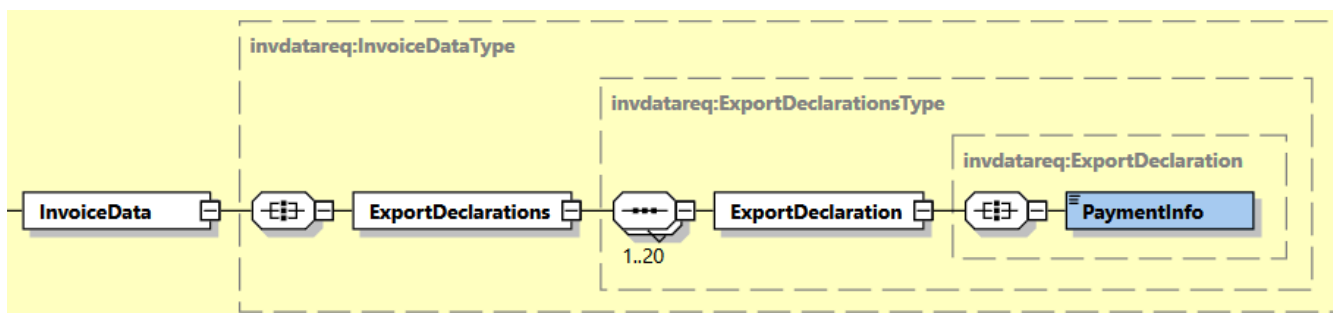 invdatareq:InvoiceDataType
invdatareq:ExportDeclarationsType
invdatareq:ExportDeclaration
InvoiceData
ExportDeclarations
ExportDeclaration
PaymentInfo
1..20